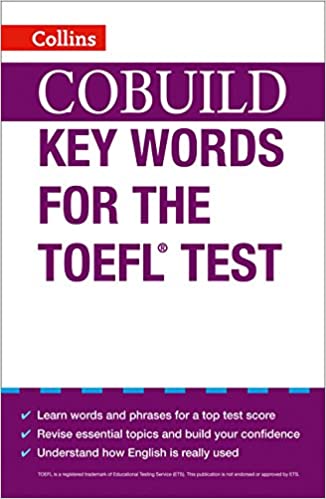 Collins
COBUILD
KEY WORDS
FOR THE
TOEFL® TEST
✓ Learn words and phrases for a top test score
✓ Revise essential topics and build your confidence
✓ Understand how English is really used
TOEFL is a registered trademark of Educational Testing Service (ETS). This publication is not endorsed or approved by ETS.